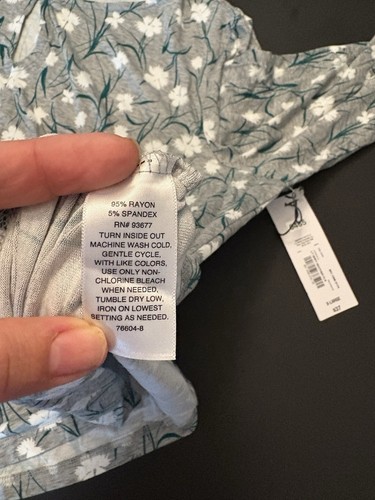 95% RAYON
5% SPANDEX
RN# 93677
TURN INSIDE OUT
MACHINE WASH COLD,
GENTLE CYCLE,
WITH LIKE COLORS.
USE ONLY NON-
CHLORINE BLEACH
WHEN NEEDED,
TUMBLE DRY LOW,
IRON ON LOWEST
SETTING AS NEEDED.
76604-B